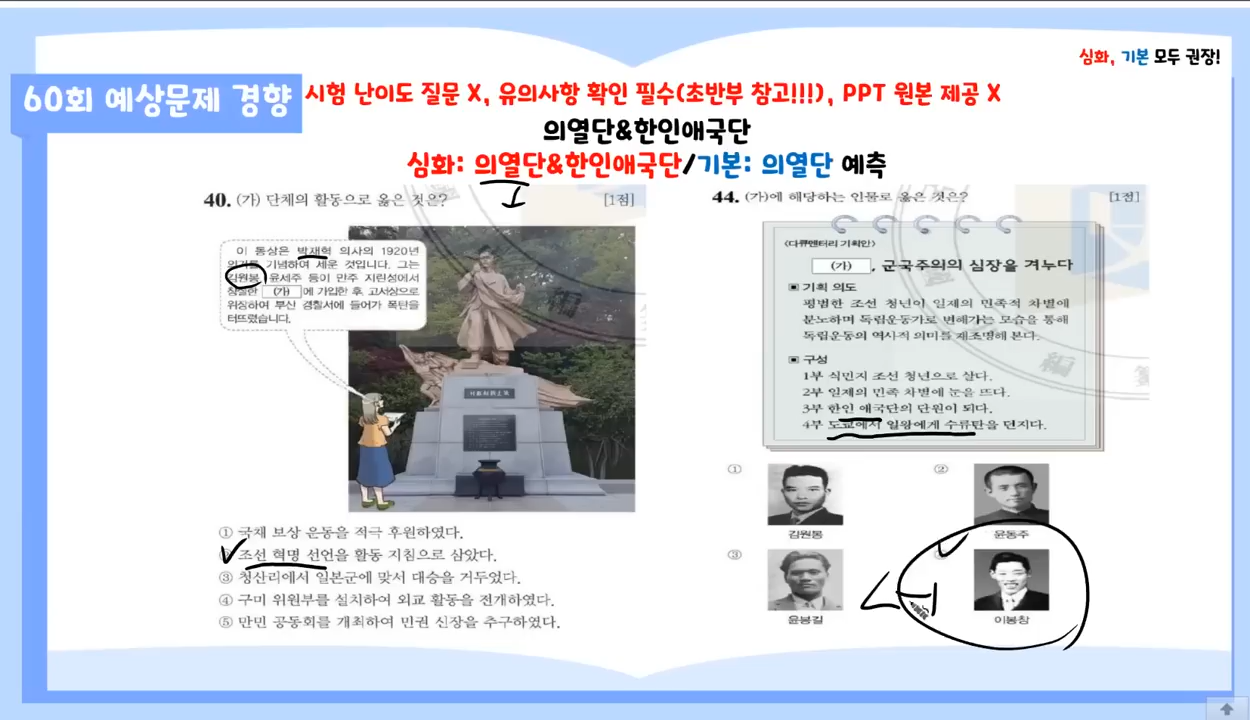 심화, 기본 모두 권장!
60회 예상문제 경향
시험 난이도 질문 X, 유의사항 확인 필수(초반부 참고!!!), PPT 원본 제공 X
의열단&한인애국단
심화: 의열단&한인애국단/기본: 의열단 예측
40. (가) 단체의 활동으로 옳은 것은? [1점]
이 동상은 박재혁 의사의 1920년
의거를 기념하여 세운 것입니다. 그는
김원봉, 윤세주 등이 만주 지린성에서
창설한 (가) 에 가입한 후 고서상으로
위장하여 부산 경찰서에 들어가 폭탄을
터뜨렸습니다.
① 국채 보상 운동을 적극 후원하였다.
② 조선 혁명 선언을 활동 지침으로 삼았다.
③ 청산리에서 일본군에 맞서 대승을 거두었다.
④ 구미 위원부를 설치하여 외교 활동을 전개하였다.
⑤ 만민 공동회를 개최하여 민권 신장을 추구하였다.
44. (가)에 해당하는 인물로 옳은 것은? [1점]
<다큐멘터리 기획안>
(가) , 군국주의의 심장을 겨누다
▣ 기획 의도
평범한 조선 청년이 일제의 민족적 차별에
분노하며 독립운동가로 변해가는 모습을 통해
독립운동의 역사적 의미를 재조명해 본다.
▣ 구성
1부 식민지 조선 청년으로 살다.
2부 일제의 민족 차별에 눈을 뜨다.
3부 한인 애국단의 단원이 되다.
4부 도쿄에서 일왕에게 수류탄을 던지다.
① ②
김원봉 윤동주
③
윤봉길 이봉창